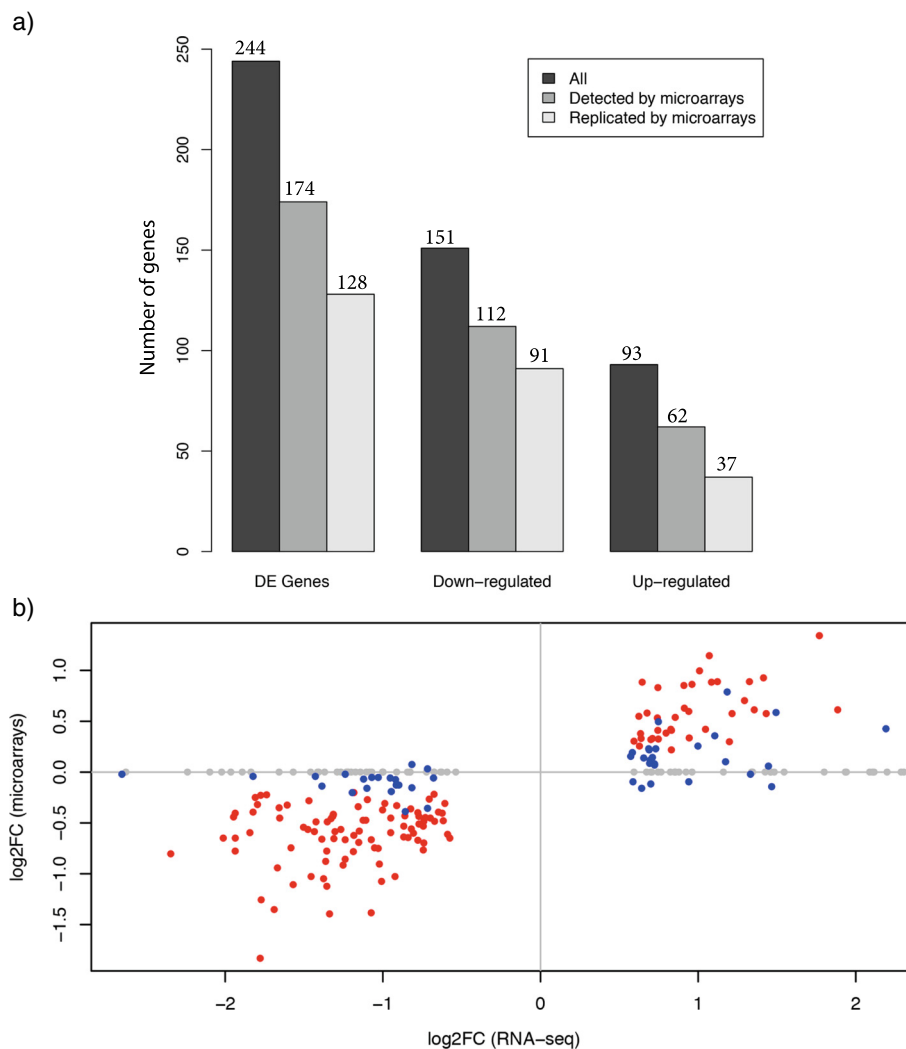 a)
250
200
150
100
50
0
Number of genes
244
174
128
151
112
91
93
62
37
All
Detected by microarrays
Replicated by microarrays
DE Genes
Down−regulated
Up−regulated
b)
1.0
0.5
0.0
−0.5
−1.0
−1.5
log2FC (microarrays)
−2
−1
0
1
2
log2FC (RNA−seq)